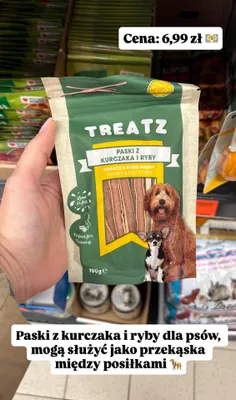 Cena: 6,99 zł 💴
TREATZ
PASKI Z
KURCZAKA I RYBY
100g℮
Paski z kurczaka i ryby dla psów,
mogą służyć jako przekąska
między posiłkami 🐕